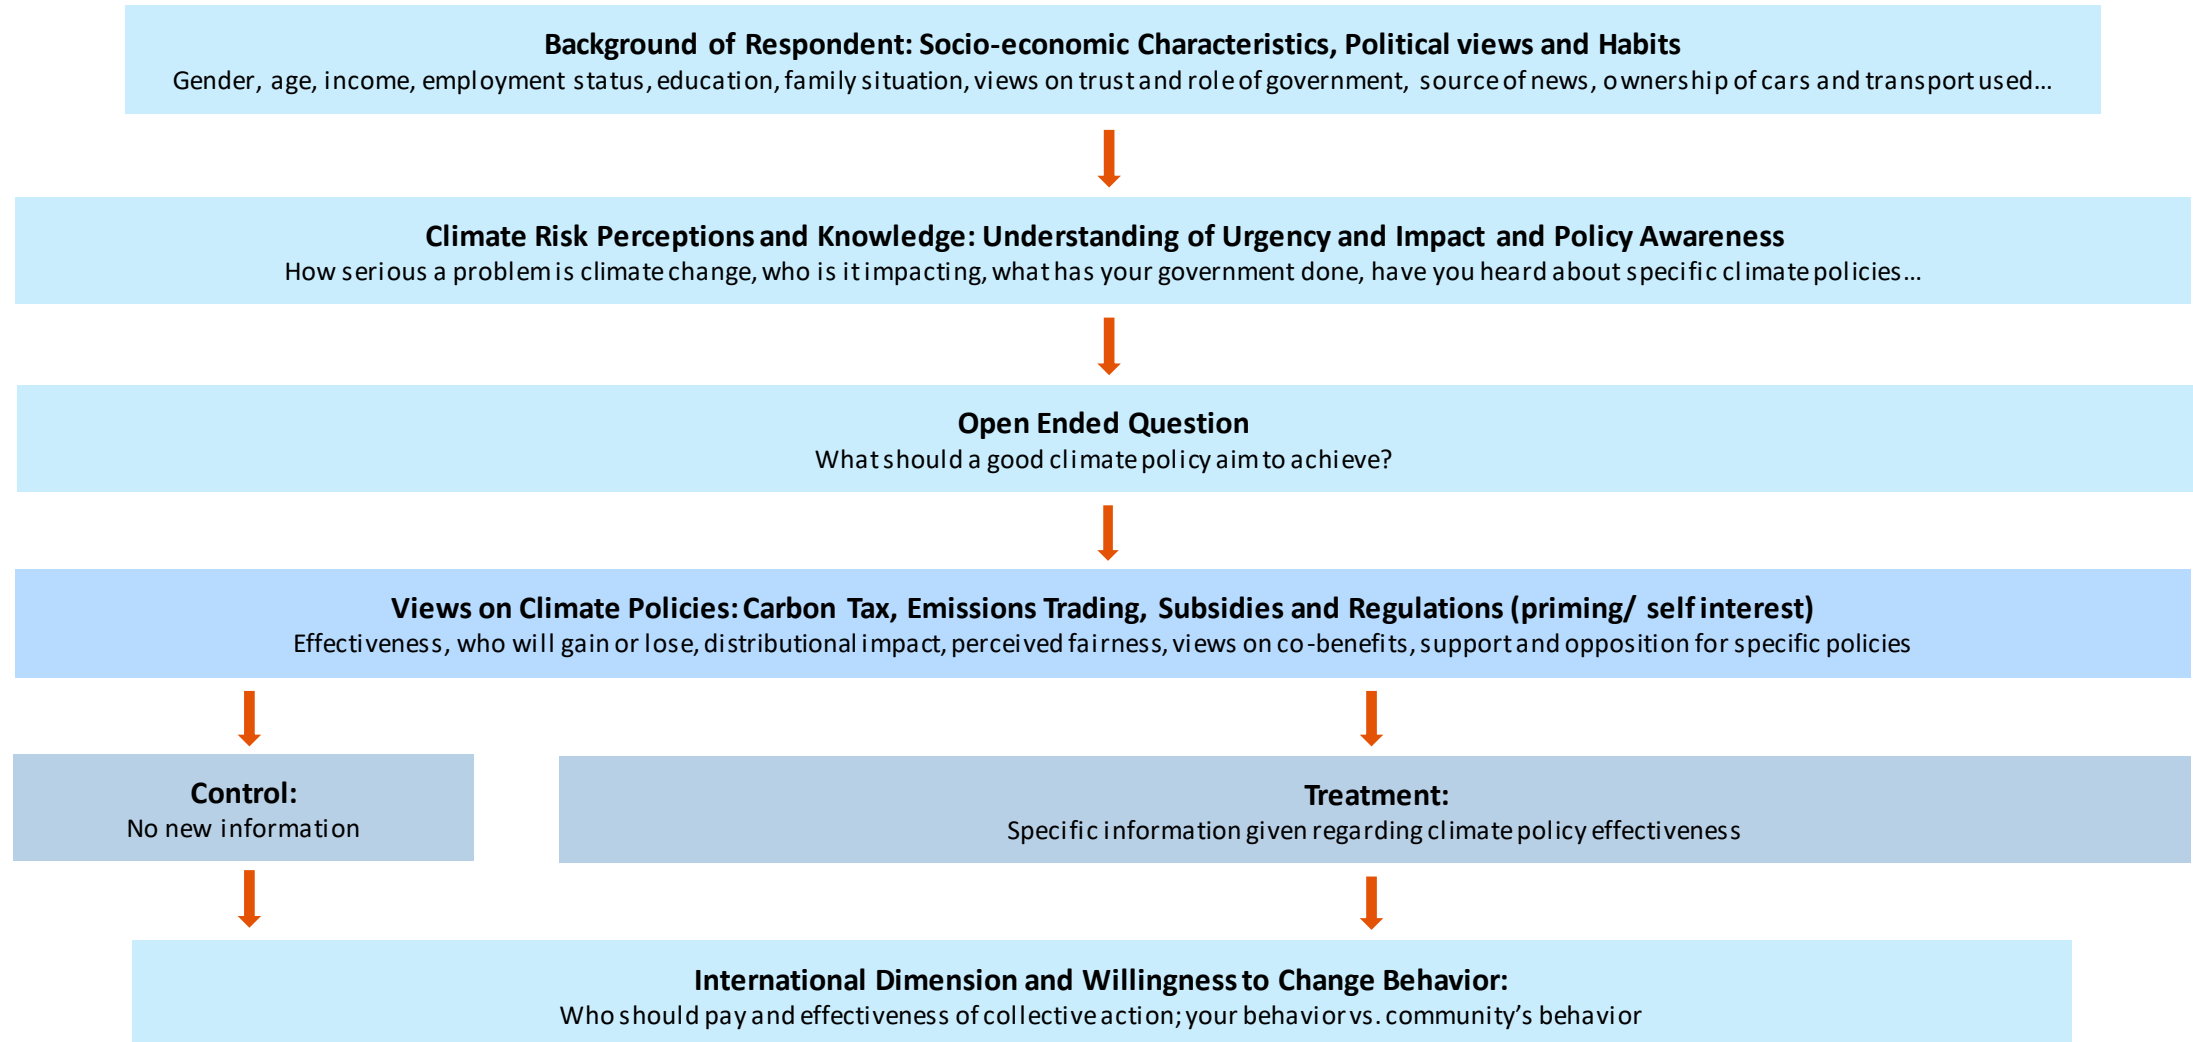 Background of Respondent: Socio-economic Characteristics, Political views and Habits
Gender, age, income, employment status, education, family situation, views on trust and role of government, source of news, ownership of cars and transport used...
Climate Risk Perceptions and Knowledge: Understanding of Urgency and Impact and Policy Awareness
How serious a problem is climate change, who is it impacting, what has your government done, have you heard about specific climate policies...
Open Ended Question
What should a good climate policy aim to achieve?
Views on Climate Policies: Carbon Tax, Emissions Trading, Subsidies and Regulations (priming/ self interest)
Effectiveness, who will gain or lose, distributional impact, perceived fairness, views on co-benefits, support and opposition for specific policies
Control:
No new information
Treatment:
Specific information given regarding climate policy effectiveness
International Dimension and Willingness to Change Behavior:
Who should pay and effectiveness of collective action; your behavior vs. community's behavior